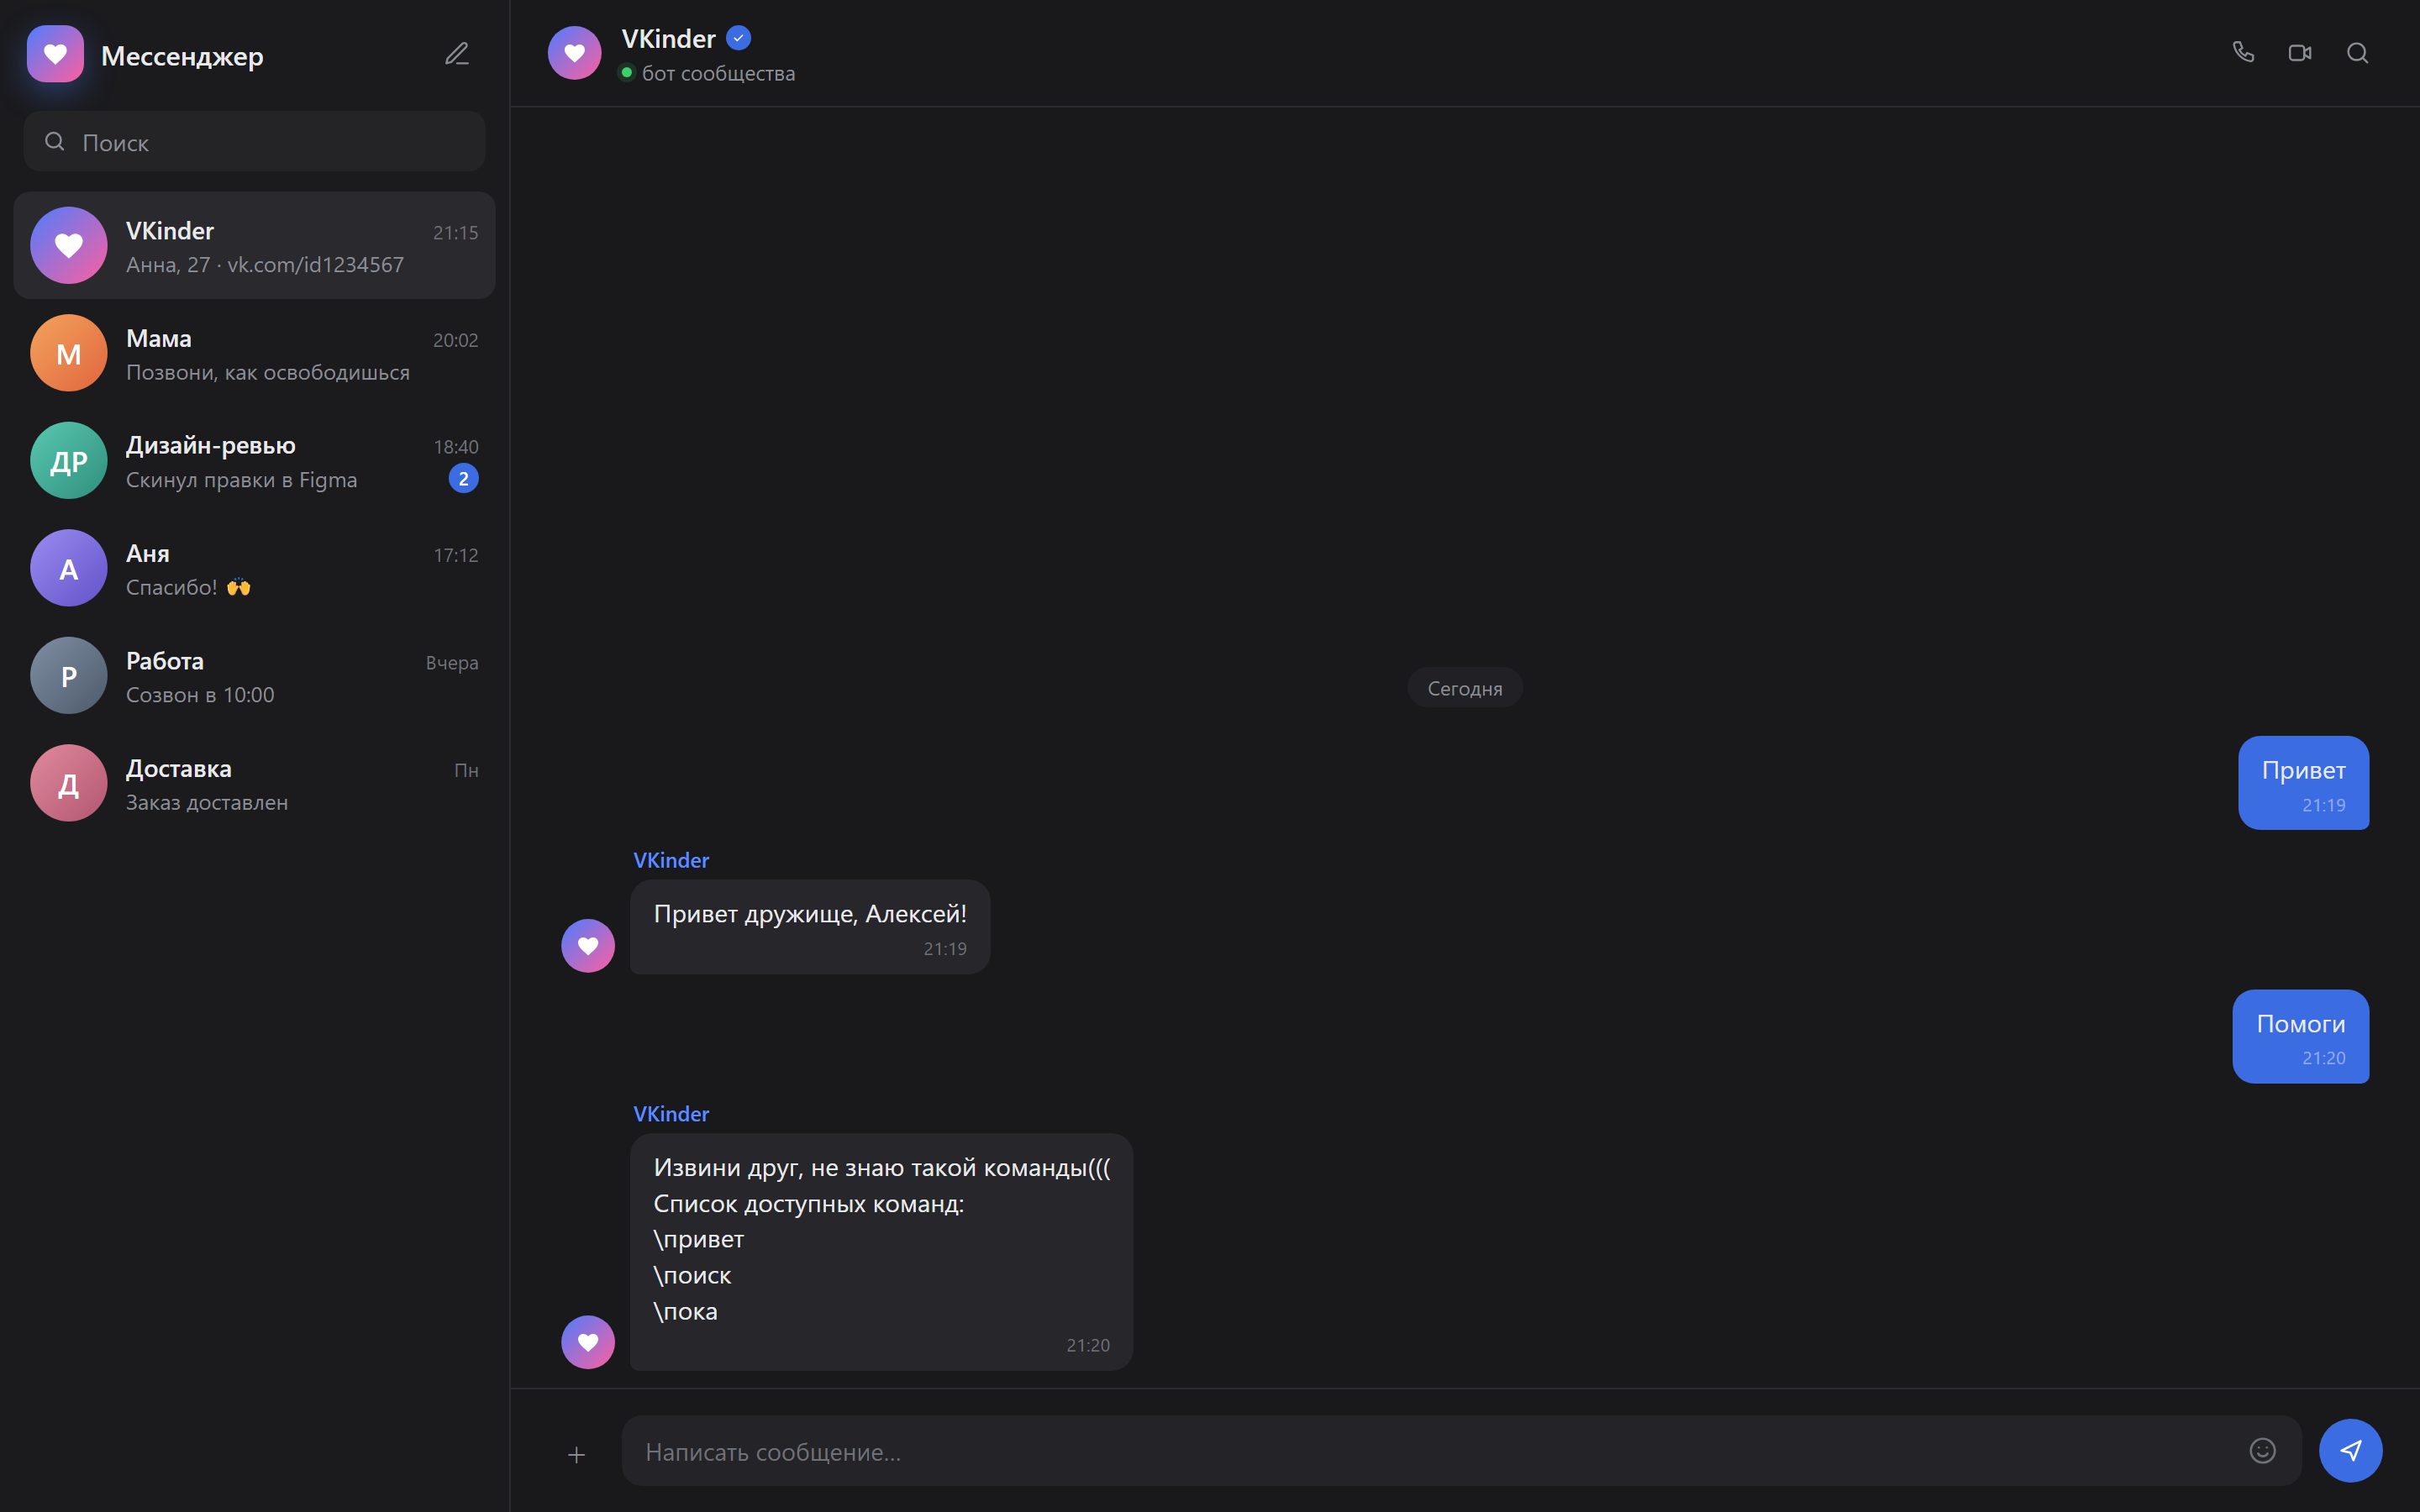 Мессенджер
Поиск
VKinder
21:15
Анна, 27 · vk.com/id1234567
Мама
20:02
Позвони, как освободишься
М
Дизайн-ревью
18:40
Скинул правки в Figma
2
ДР
Аня
17:12
Спасибо! 🙌
А
Работа
Вчера
Созвон в 10:00
Р
Доставка
Пн
Заказ доставлен
Д
VKinder
бот сообщества
Сегодня
Привет
21:19
VKinder
Привет дружище, Алексей!
21:19
Помоги
21:20
VKinder
Извини друг, не знаю такой команды(((
Список доступных команд:
\привет
\поиск
\пока
21:20
Написать сообщение...